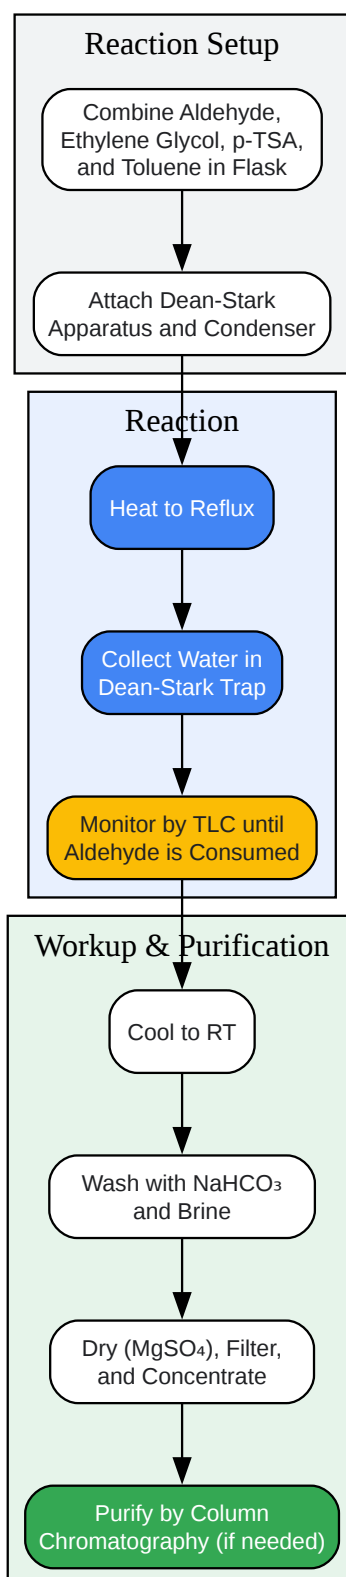 Reaction Setup
Combine Aldehyde,
Ethylene Glycol, p-TSA,
and Toluene in Flask
Attach Dean-Stark
Apparatus and Condenser
Reaction
Heat to Reflux
Collect Water in
Dean-Stark Trap
Monitor by TLC until
Aldehyde is Consumed
Workup & Purification
Cool to RT
Wash with NaHCO₃
and Brine
Dry (MgSO₄), Filter,
and Concentrate
Purify by Column
Chromatography (if needed)